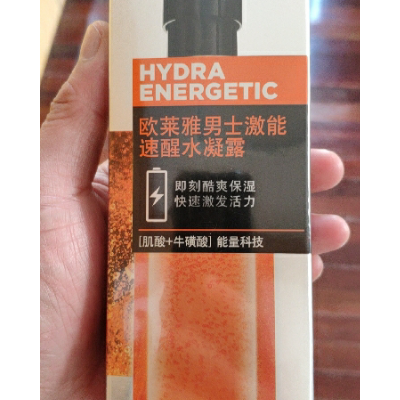 HYDRA
ENERGETIC
欧莱雅男士激能
速醒水凝露
即刻酷爽保湿
快速激发活力
[肌酸+牛磺酸] 能量科技